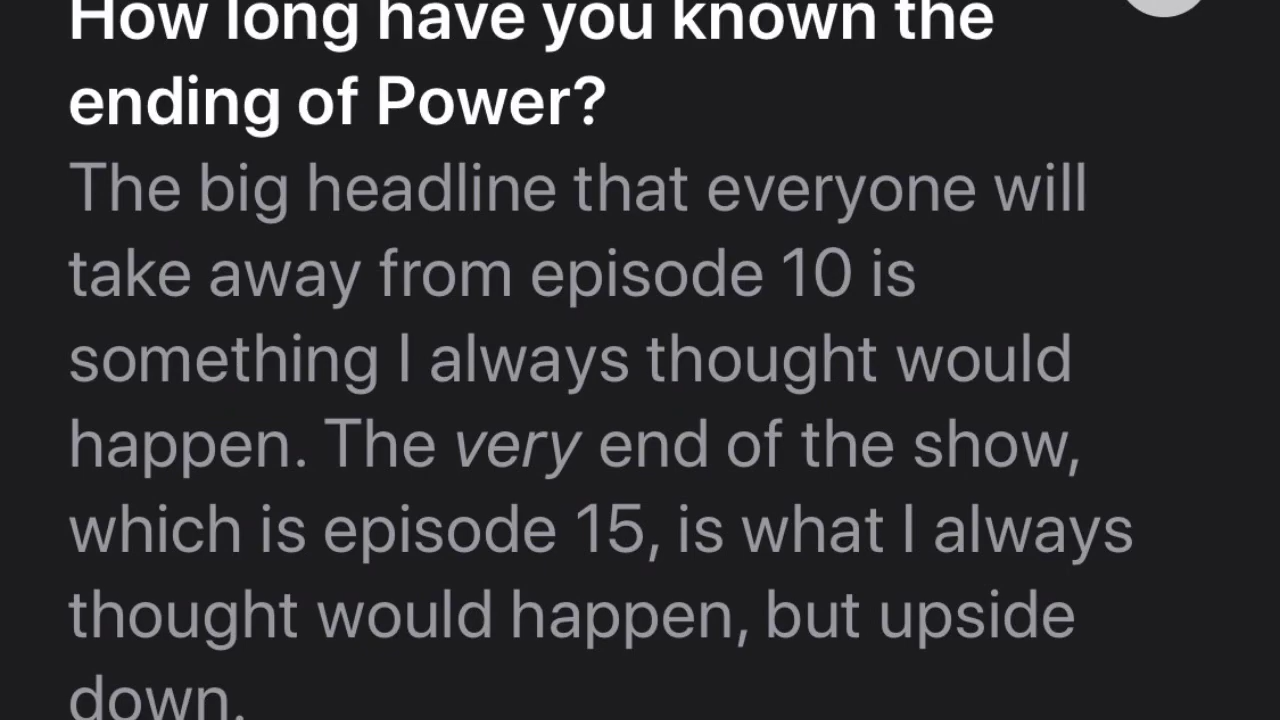 How long have you known the
ending of Power?
The big headline that everyone will
take away from episode 10 is
something I always thought would
happen. The very end of the show,
which is episode 15, is what I always
thought would happen, but upside
down.